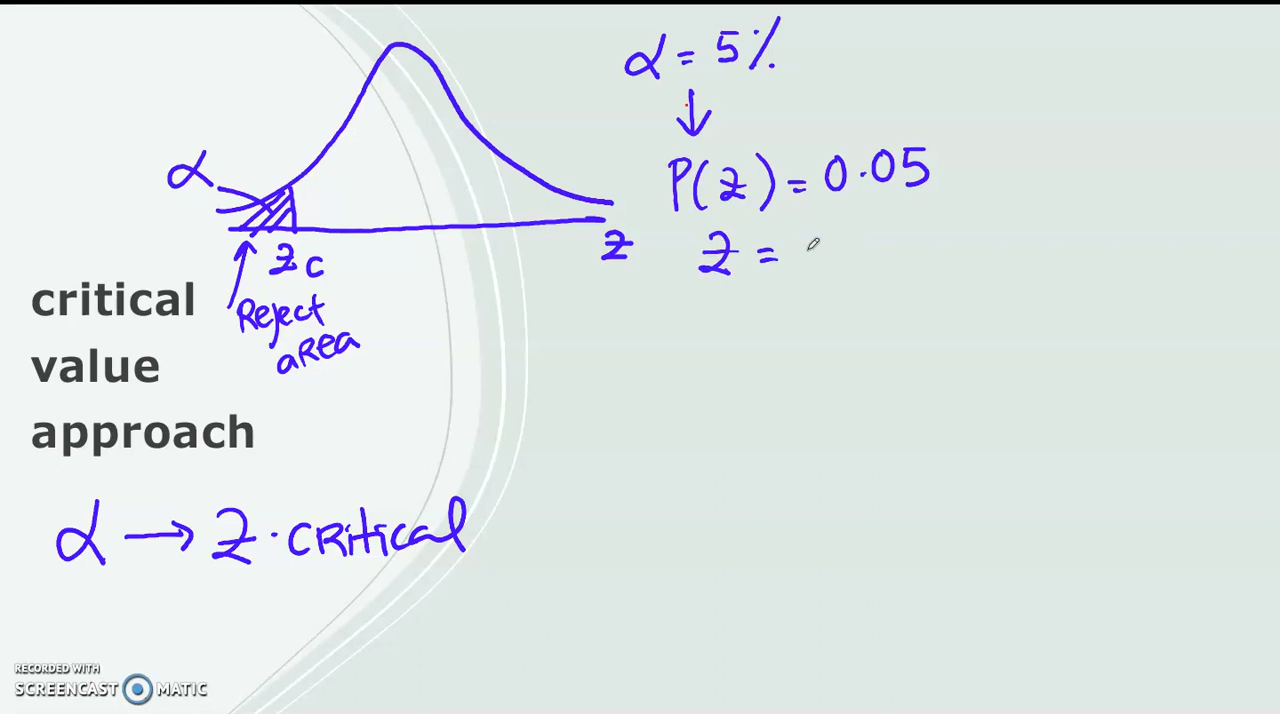 α = 5%
↓
P(z) = 0.05
z =
α
z
zc
Reject
aRea
critical
value
approach
α → z.critical
RECORDED WITH
SCREENCAST MATIC